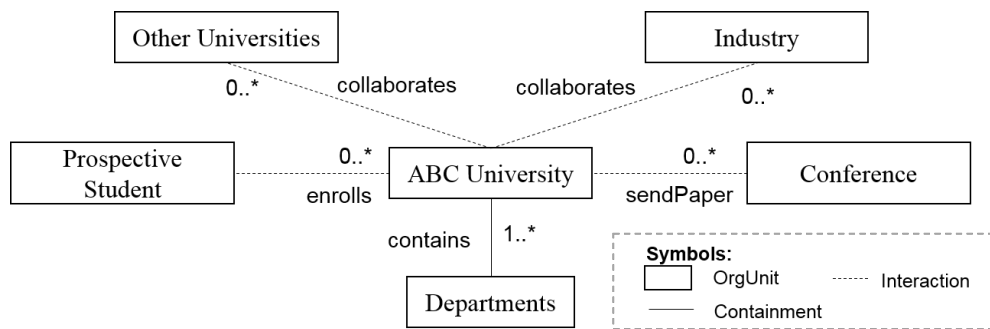 Other Universities
Industry
0..*
collaborates
collaborates
0..*
Prospective
Student
0..*
enrolls
ABC University
0..*
sendPaper
Conference
contains
1..*
Departments
Symbols:
OrgUnit
Interaction
Containment